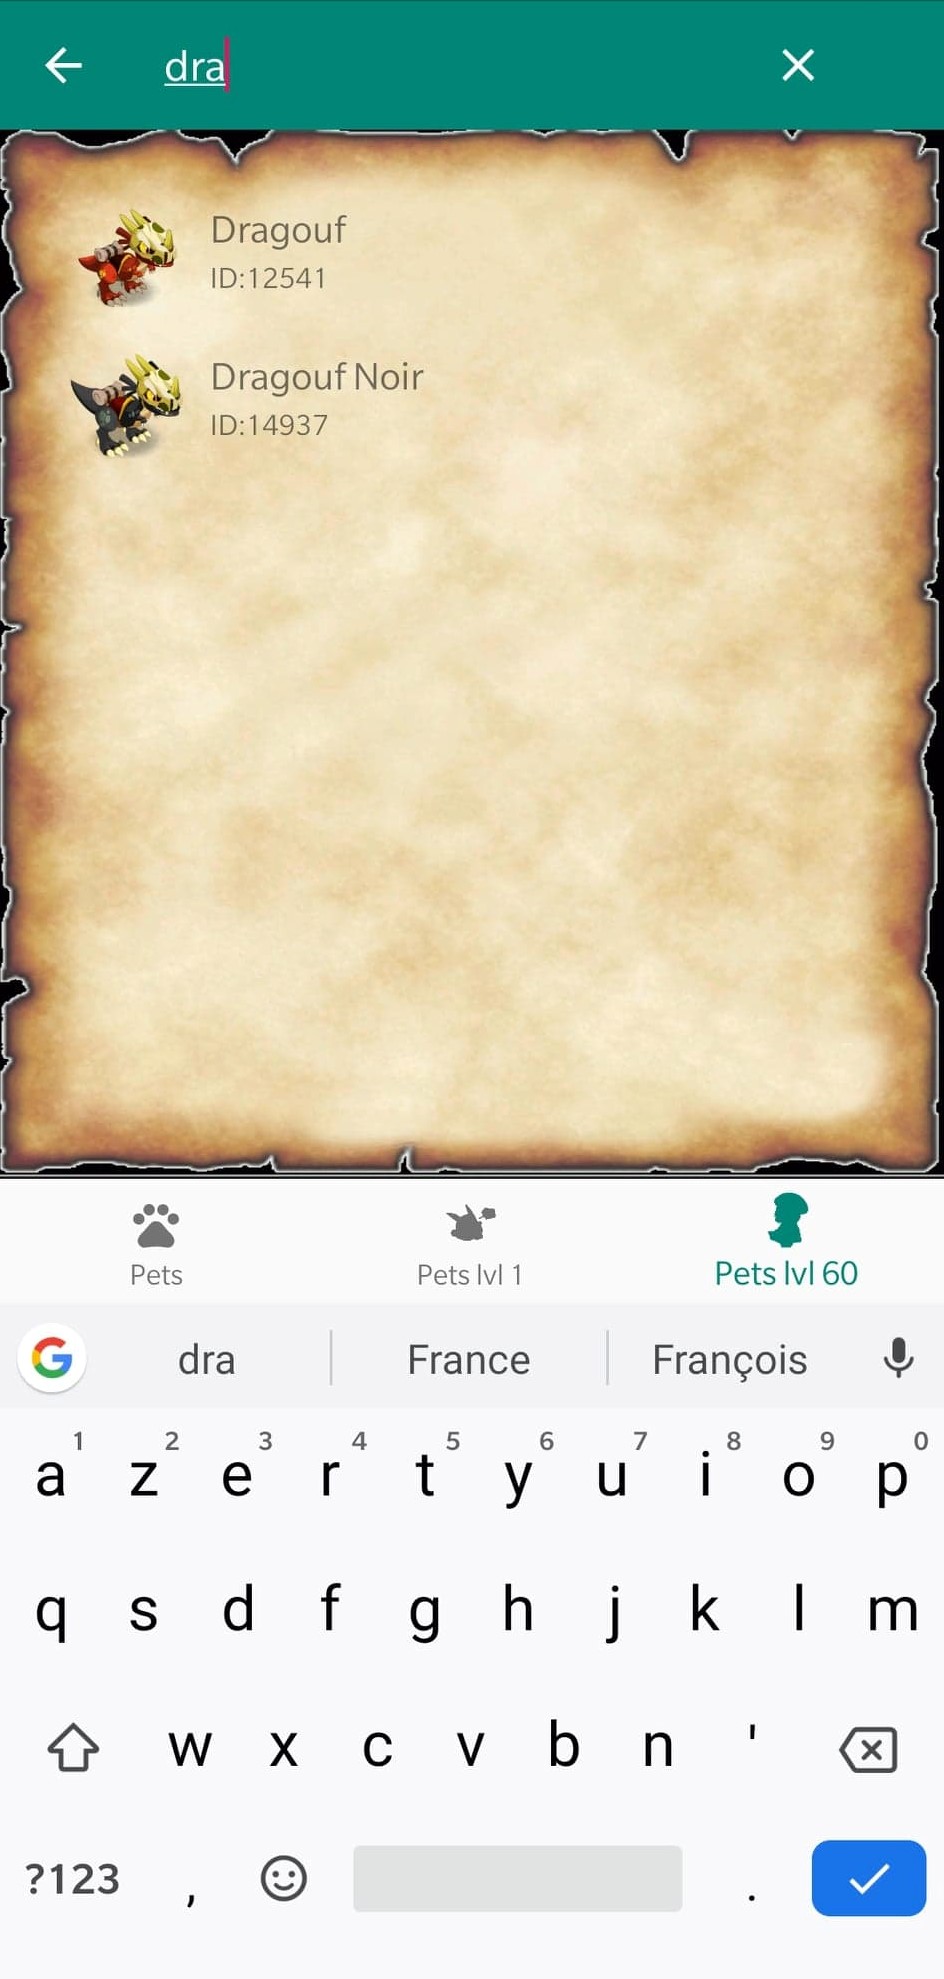 dra
Dragouf
ID:12541
Dragouf Noir
ID:14937
Pets
Pets lvl 1
Pets lvl 60
dra
France
François
1 2 3 4 5 6 7 8 9 0
a z e r t y u i o p
q s d f g h j k l m
w x c v b n '
?123 , .